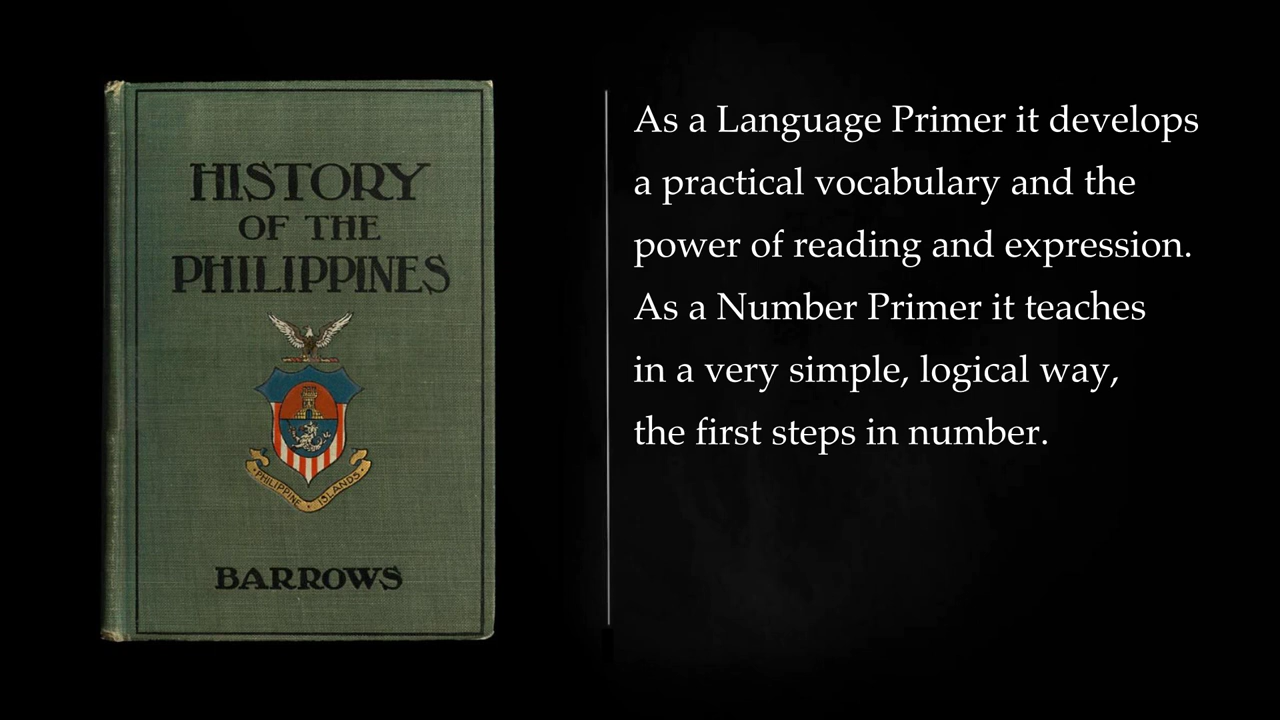 HISTORY
OF THE
PHILIPPINES
PHILIPPINE ISLANDS
BARROWS
As a Language Primer it develops
a practical vocabulary and the
power of reading and expression.
As a Number Primer it teaches
in a very simple, logical way,
the first steps in number.